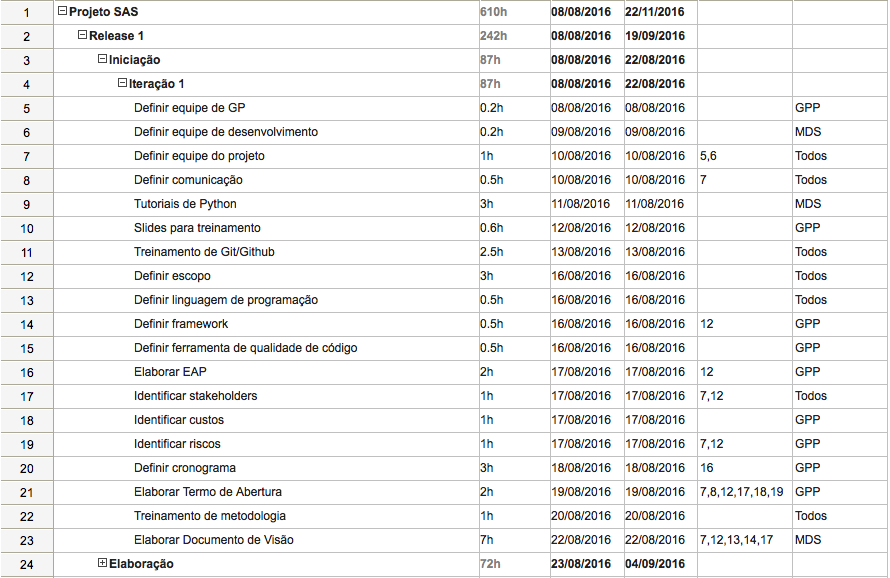 1 Projeto SAS 610h 08/08/2016 22/11/2016
2 Release 1 242h 08/08/2016 19/09/2016
3 Iniciação 87h 08/08/2016 22/08/2016
4 Iteração 1 87h 08/08/2016 22/08/2016
5 Definir equipe de GP 0.2h 08/08/2016 08/08/2016 GPP
6 Definir equipe de desenvolvimento 0.2h 09/08/2016 09/08/2016 MDS
7 Definir equipe do projeto 1h 10/08/2016 10/08/2016 5,6 Todos
8 Definir comunicação 0.5h 10/08/2016 10/08/2016 7 Todos
9 Tutoriais de Python 3h 11/08/2016 11/08/2016 MDS
10 Slides para treinamento 0.6h 12/08/2016 12/08/2016 GPP
11 Treinamento de Git/Github 2.5h 13/08/2016 13/08/2016 Todos
12 Definir escopo 3h 16/08/2016 16/08/2016 Todos
13 Definir linguagem de programação 0.5h 16/08/2016 16/08/2016 Todos
14 Definir framework 0.5h 16/08/2016 16/08/2016 12 GPP
15 Definir ferramenta de qualidade de código 0.5h 16/08/2016 16/08/2016 GPP
16 Elaborar EAP 2h 17/08/2016 17/08/2016 12 GPP
17 Identificar stakeholders 1h 17/08/2016 17/08/2016 7,12 Todos
18 Identificar custos 1h 17/08/2016 17/08/2016 GPP
19 Identificar riscos 1h 17/08/2016 17/08/2016 7,12 GPP
20 Definir cronograma 3h 18/08/2016 18/08/2016 16 GPP
21 Elaborar Termo de Abertura 2h 19/08/2016 19/08/2016 7,8,12,17,18,19 GPP
22 Treinamento de metodologia 1h 20/08/2016 20/08/2016 Todos
23 Elaborar Documento de Visão 7h 22/08/2016 22/08/2016 7,12,13,14,17 MDS
24 Elaboração 72h 23/08/2016 04/09/2016